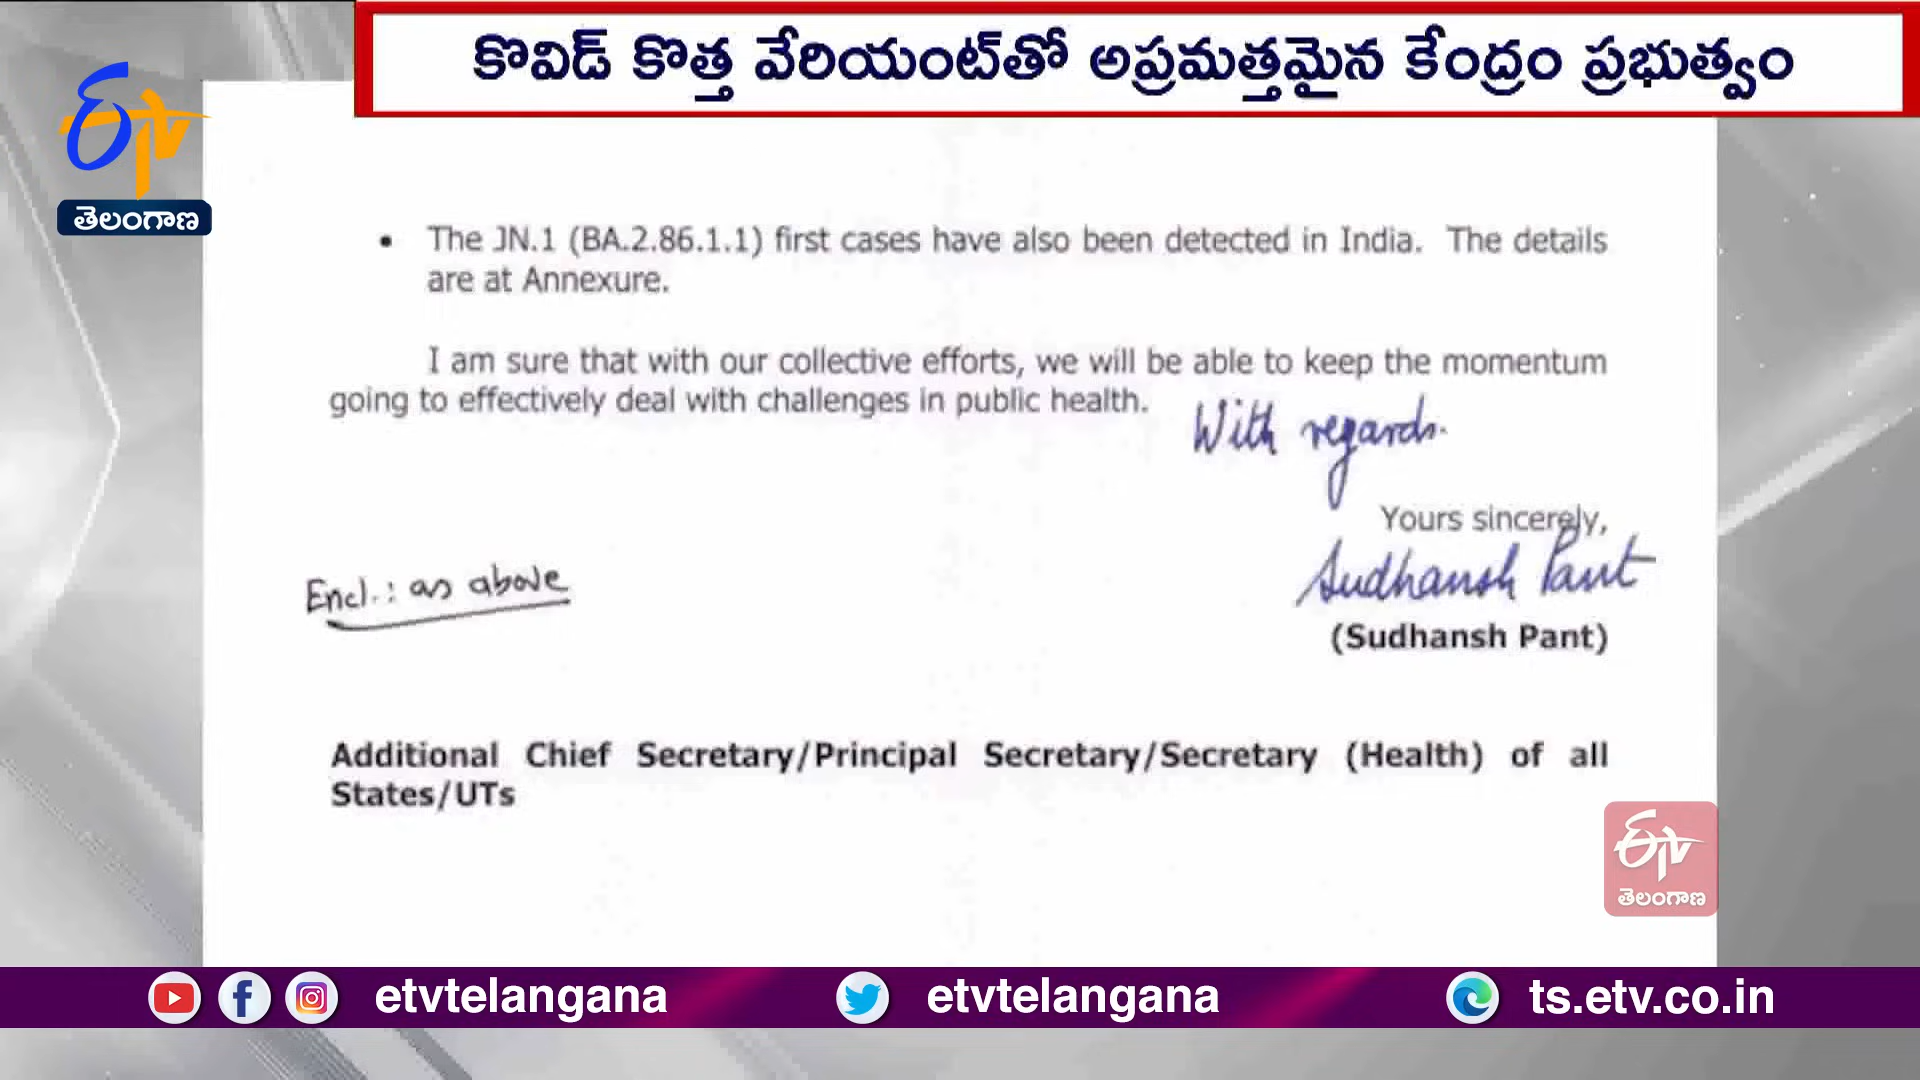 కొవిడ్ కొత్త వేరియంట్‌తో అప్రమత్తమైన కేంద్రం ప్రభుత్వం
ETV
తెలంగాణ
• The JN.1 (BA.2.86.1.1) first cases have also been detected in India. The details
are at Annexure.
I am sure that with our collective efforts, we will be able to keep the momentum
going to effectively deal with challenges in public health.
With regards.
Yours sincerely,
Sudhansh Pant
Encl.: as above
(Sudhansh Pant)
Additional Chief Secretary/Principal Secretary/Secretary (Health) of all
States/UTs
ETV
తెలంగాణ
etvtelangana
etvtelangana
ts.etv.co.in